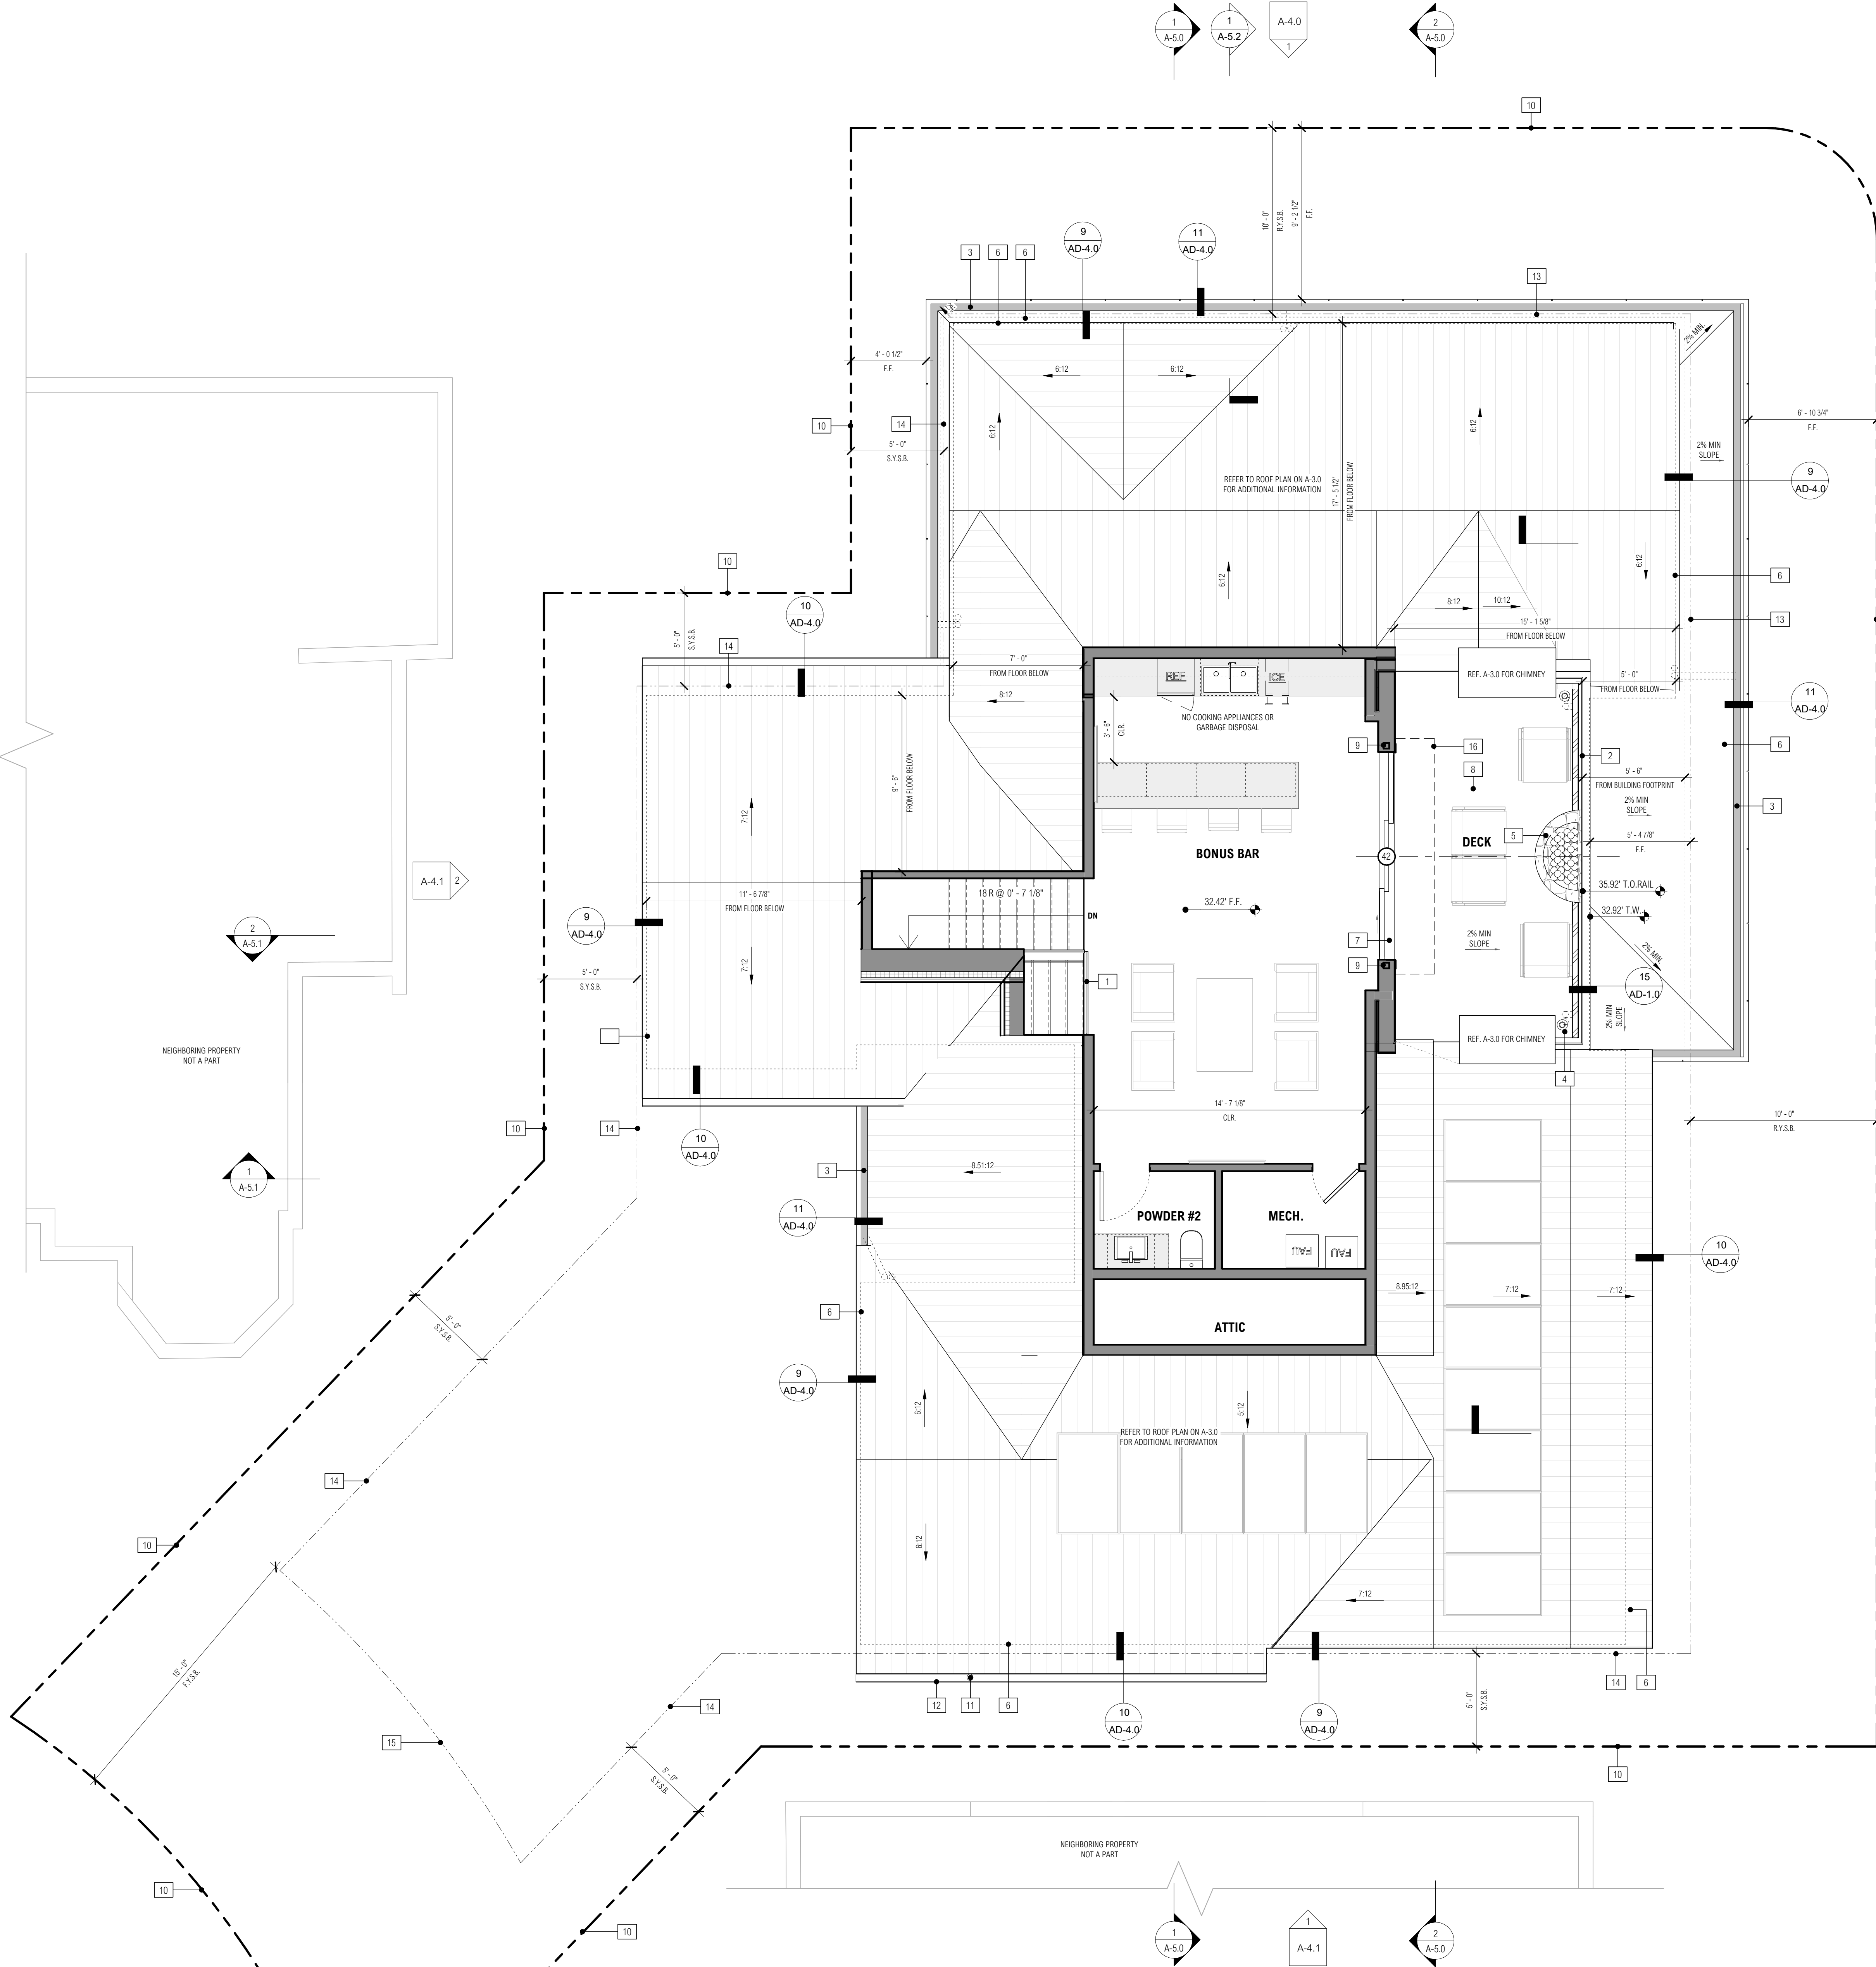 1
A-5.0
1
A-5.2
A-4.0
1
2
A-5.0
10
10' - 0"
R.Y.S.B.
9' - 2 1/2"
F.F.
9
AD-4.0
11
AD-4.0
3
6
6
13
2% MIN.
4' - 0 1/2"
F.F.
6:12
6:12
10
14
5' - 0"
S.Y.S.B.
6:12
6:12
6' - 10 3/4"
F.F.
2% MIN
SLOPE
REFER TO ROOF PLAN ON A-3.0
FOR ADDITIONAL INFORMATION
17' - 5 1/2"
FROM FLOOR BELOW
9
AD-4.0
10
6:12
6:12
6
8:12
10:12
10
AD-4.0
5' - 0"
S.Y.S.B.
14
15' - 1 5/8"
FROM FLOOR BELOW
13
7' - 0"
FROM FLOOR BELOW
REF
ICE
REF. A-3.0 FOR CHIMNEY
5' - 0"
FROM FLOOR BELOW
8:12
NO COOKING APPLIANCES OR
GARBAGE DISPOSAL
3' - 6"
CLR.
11
AD-4.0
9
16
2
6
8
5' - 6"
FROM BUILDING FOOTPRINT
9' - 6"
FROM FLOOR BELOW
2% MIN
SLOPE
3
7:12
5
DECK
5' - 4 7/8"
F.F.
BONUS BAR
42
A-4.1
2
18 R @ 0' - 7 1/8"
35.92' T.O.RAIL
11' - 6 7/8"
FROM FLOOR BELOW
32.42' F.F.
32.92' T.W.
DN
9
AD-4.0
2
A-5.1
7
2% MIN
SLOPE
2% MIN.
7:12
9
5' - 0"
S.Y.S.B.
1
15
AD-1.0
2% MIN
SLOPE
NEIGHBORING PROPERTY
NOT A PART
REF. A-3.0 FOR CHIMNEY
4
14' - 7 1/8"
CLR.
10' - 0"
R.Y.S.B.
10
14
10
AD-4.0
3
8.51:12
1
A-5.1
11
AD-4.0
POWDER #2
MECH.
FAU
FAU
10
AD-4.0
8.95:12
7:12
7:12
6
5' - 0"
S.Y.S.B.
ATTIC
9
AD-4.0
6:12
5:12
REFER TO ROOF PLAN ON A-3.0
FOR ADDITIONAL INFORMATION
14
10
6:12
7:12
15' - 0"
F.Y.S.B.
12
11
6
14
6
14
10
AD-4.0
9
AD-4.0
5' - 0"
S.Y.S.B.
15
5' - 0"
S.Y.S.B.
10
NEIGHBORING PROPERTY
NOT A PART
10
10
1
A-5.0
1
A-4.1
2
A-5.0